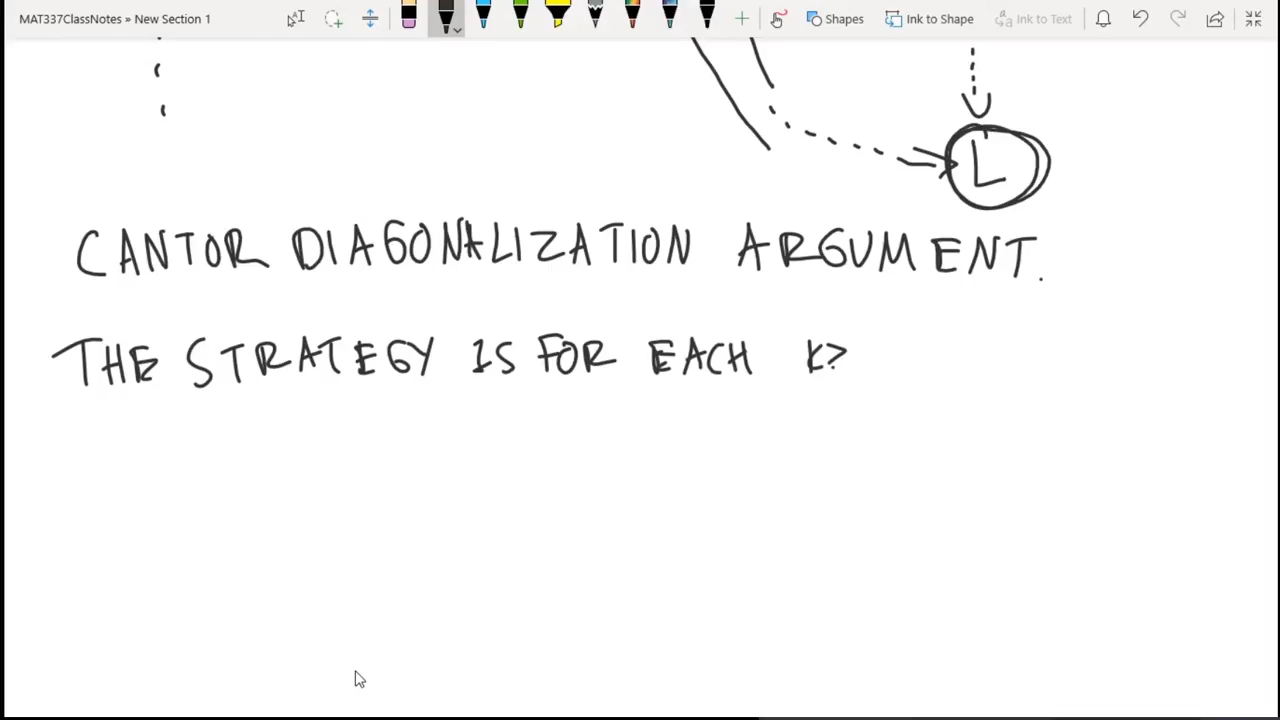 MAT337ClassNotes » New Section 1
Shapes
Ink to Shape
Ink to Text
L
CANTOR DIAGONALIZATION ARGUMENT.
THE STRATEGY IS FOR EACH K>